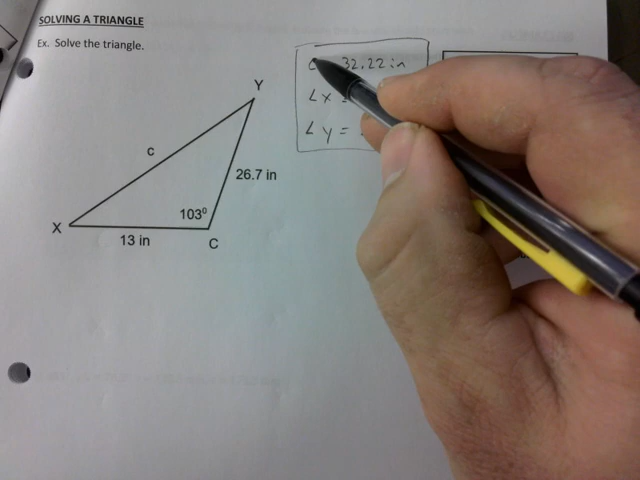 SOLVING A TRIANGLE
Ex. Solve the triangle.
32.22 in
∠x =
∠y =
Y
c
26.7 in
103⁰
X
13 in
C